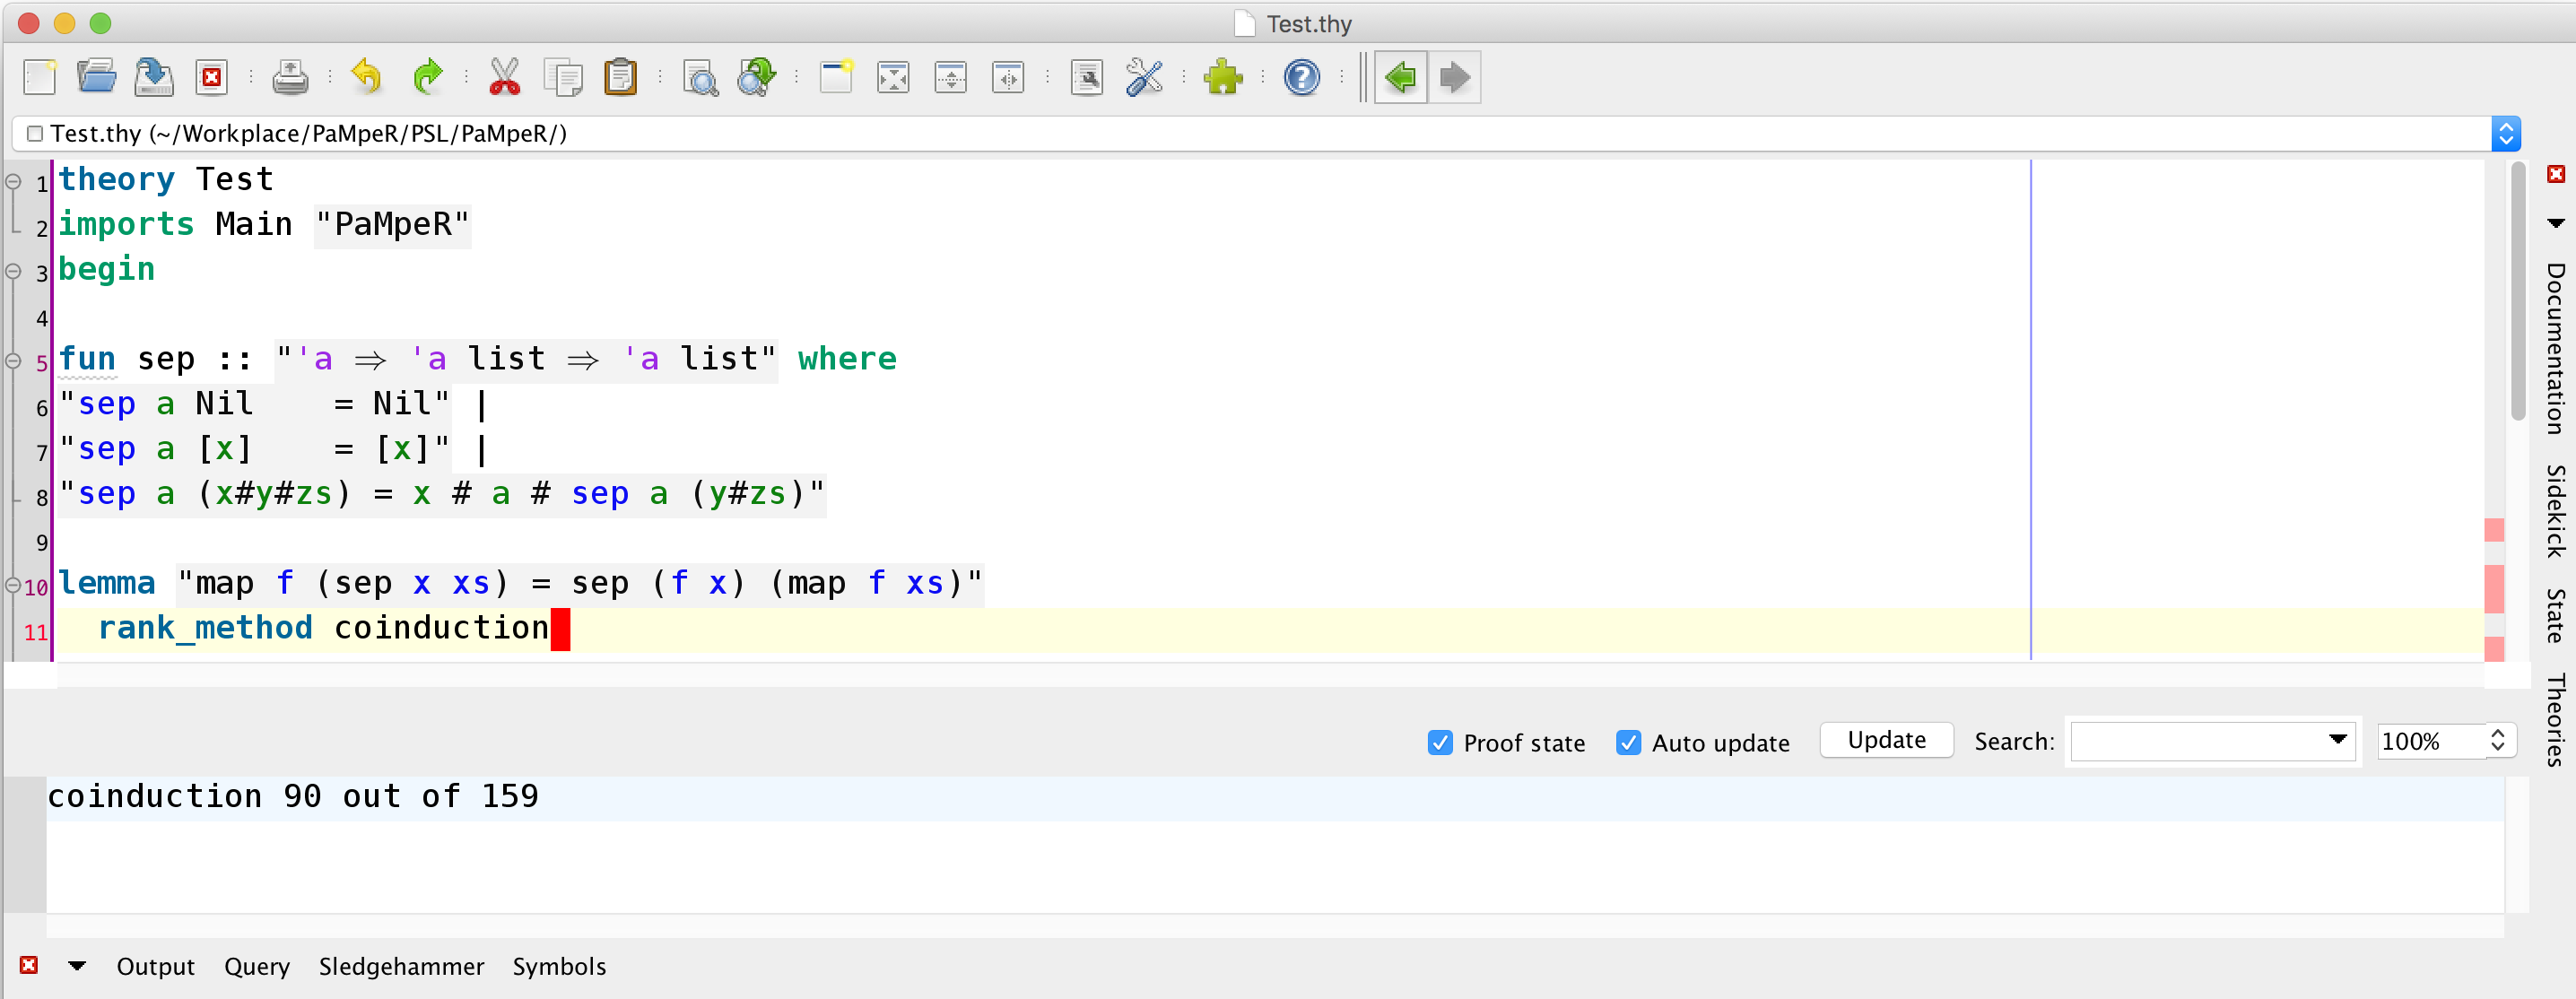 Test.thy
Test.thy (~/Workplace/PaMpeR/PSL/PaMpeR/)
1 theory Test
2 imports Main "PaMpeR"
3 begin
4
5 fun sep :: "'a ⇒ 'a list ⇒ 'a list" where
6 "sep a Nil    = Nil" |
7 "sep a [x]    = [x]" |
8 "sep a (x#y#zs) = x # a # sep a (y#zs)"
9
10 lemma "map f (sep x xs) = sep (f x) (map f xs)"
11   rank_method coinduction
Documentation
Sidekick
State
Theories
Proof state Auto update Update Search: 100%
coinduction 90 out of 159
Output Query Sledgehammer Symbols